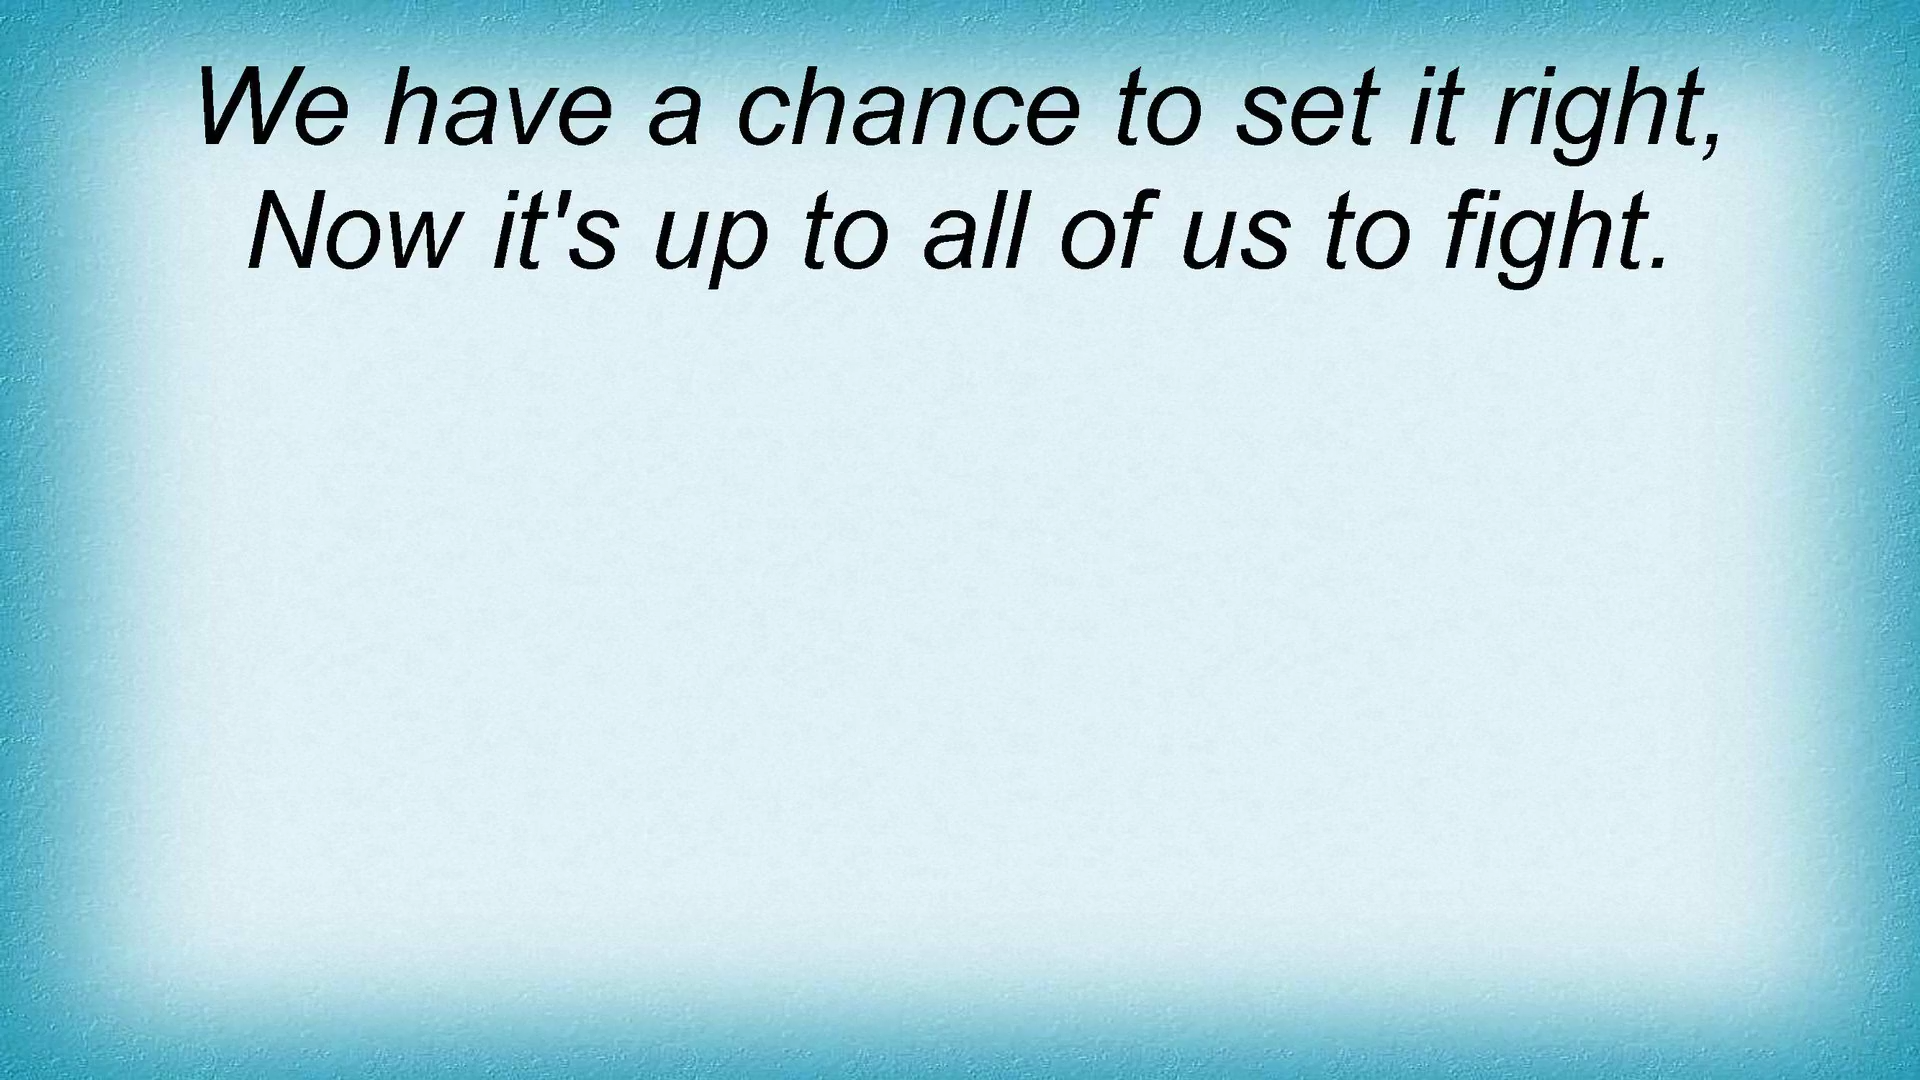 We have a chance to set it right,
Now it's up to all of us to fight.